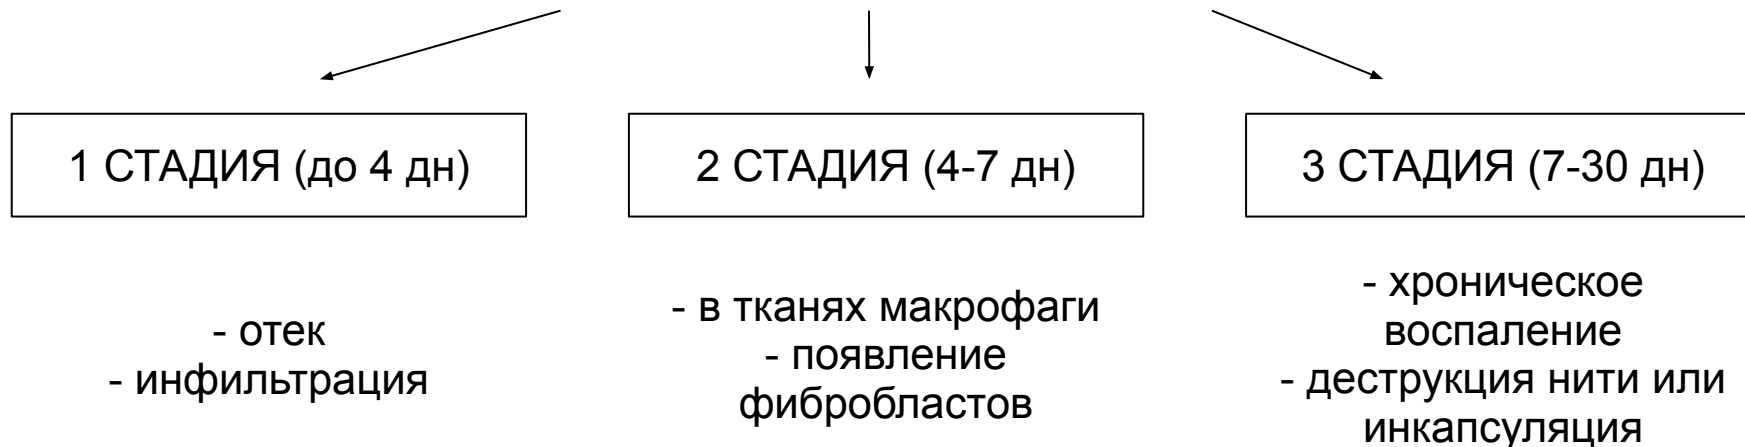 1 СТАДИЯ (до 4 дн)
2 СТАДИЯ (4-7 дн)
3 СТАДИЯ (7-30 дн)
- отек
- инфильтрация
- в тканях макрофаги
- появление
фибробластов
- хроническое
воспаление
- деструкция нити или
инкапсуляция